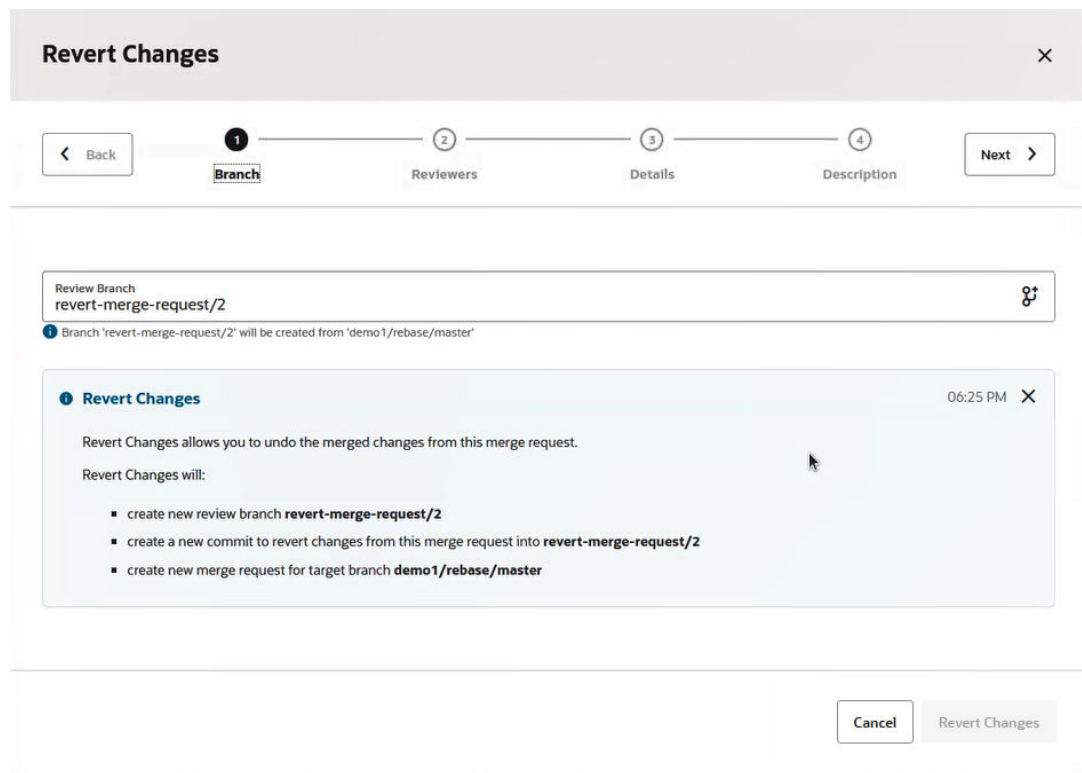 Revert Changes
Back
1
Branch
2
Reviewers
3
Details
4
Description
Next
Review Branch
revert-merge-request/2
Branch 'revert-merge-request/2' will be created from 'demo1/rebase/master'
Revert Changes
06:25 PM
Revert Changes allows you to undo the merged changes from this merge request.
Revert Changes will:
create new review branch revert-merge-request/2
create a new commit to revert changes from this merge request into revert-merge-request/2
create new merge request for target branch demo1/rebase/master
Cancel
Revert Changes